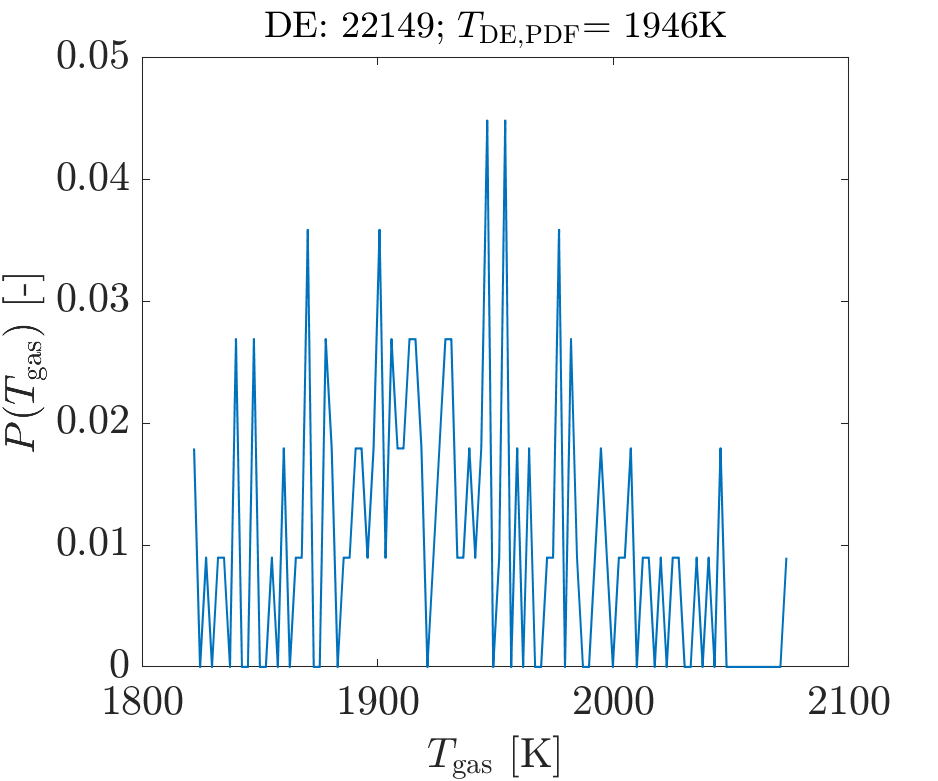 DE: 22149; T_DE,PDF= 1946K
0.05
0.04
0.03
0.02
0.01
0
P(T_gas) [-]
1800 1900 2000 2100
T_gas [K]